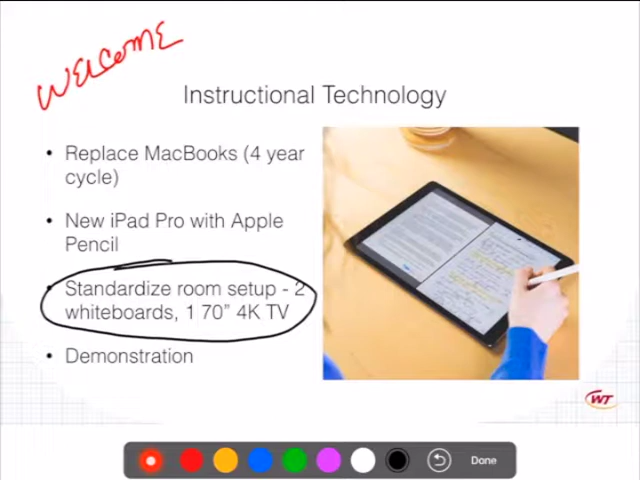 WELCOME
Instructional Technology
• Replace MacBooks (4 year
cycle)
• New iPad Pro with Apple
Pencil
• Standardize room setup - 2
whiteboards, 1 70” 4K TV
• Demonstration
WT
Done